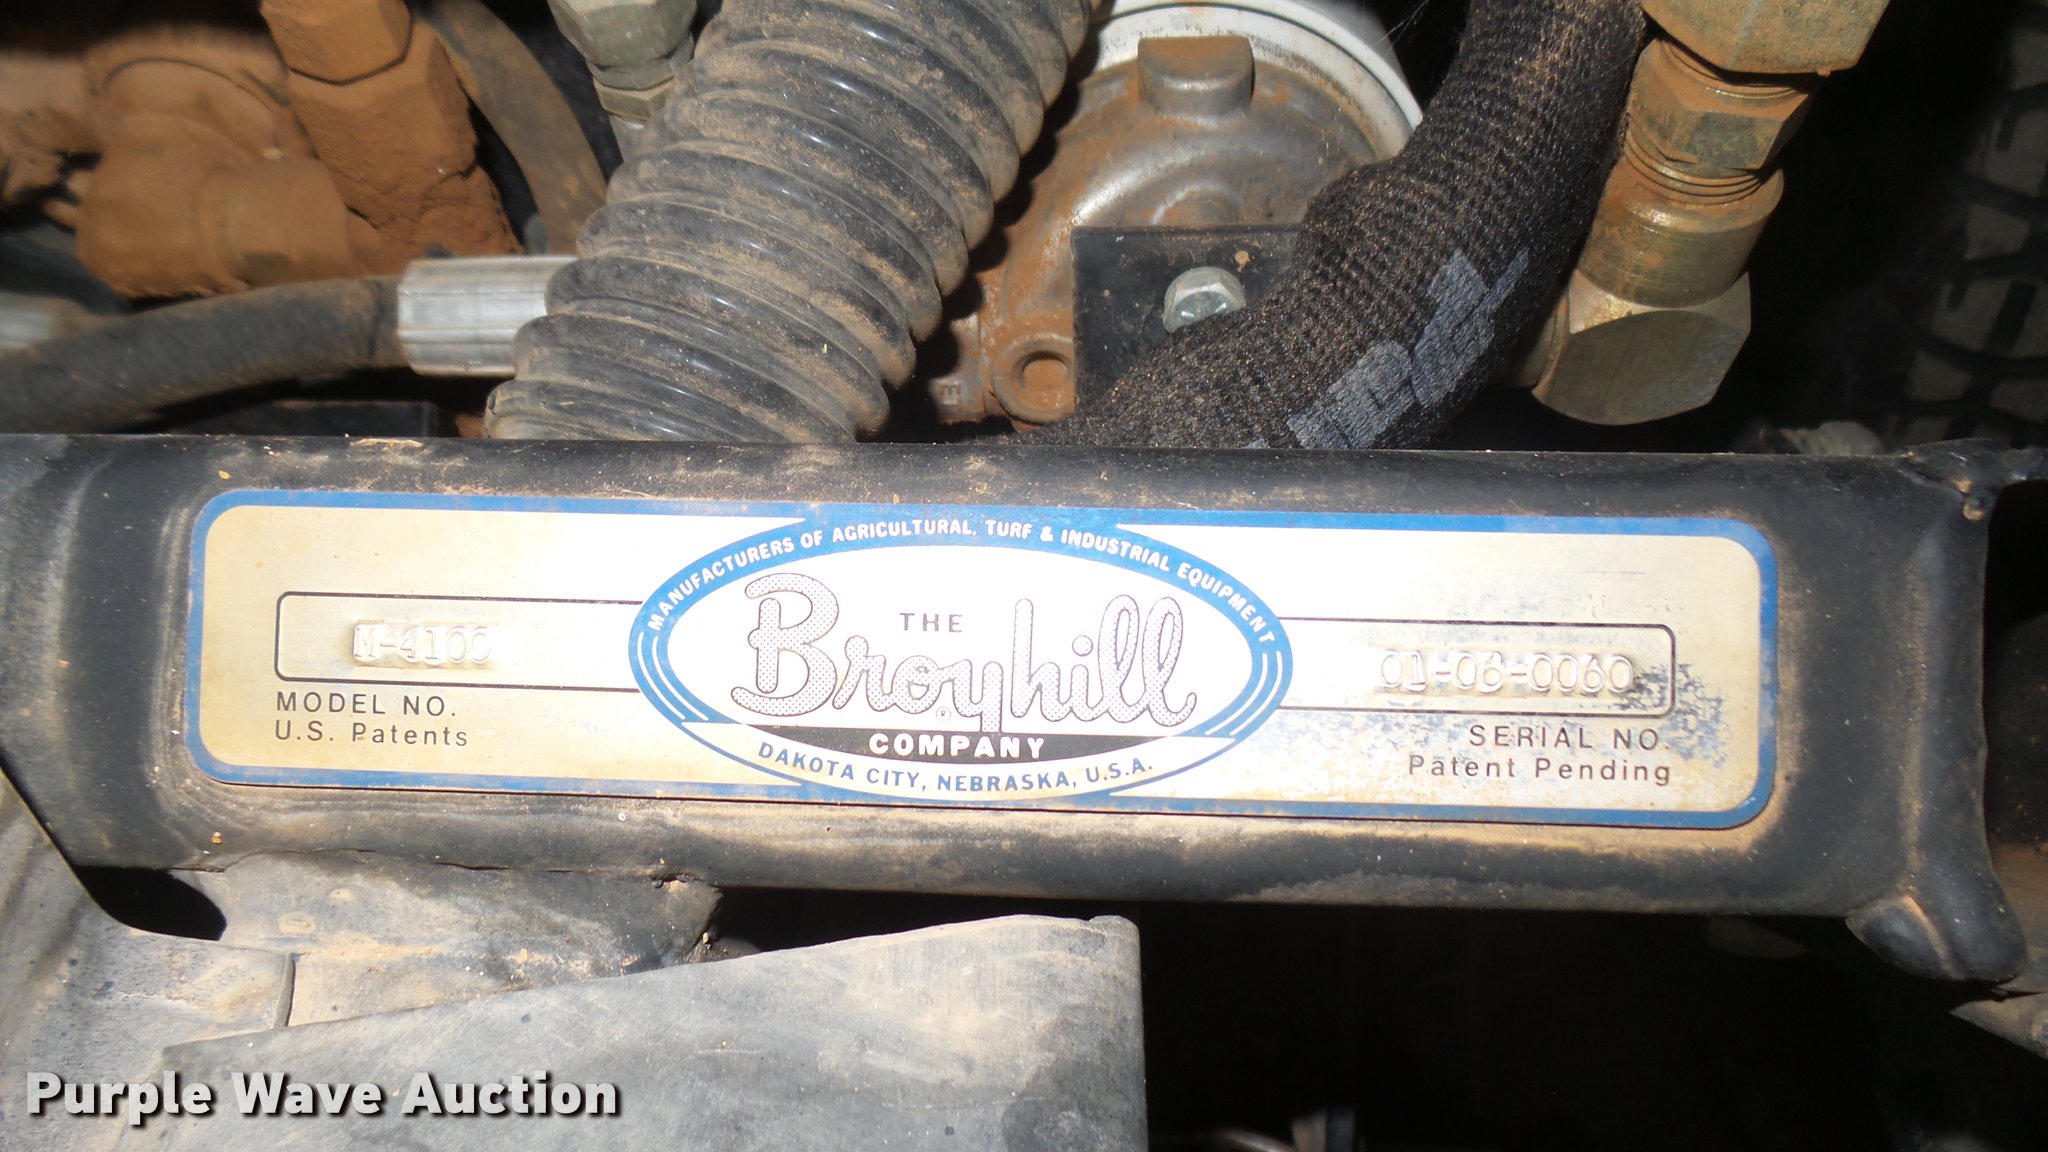 MANUFACTURERS OF AGRICULTURAL, TURF & INDUSTRIAL EQUIPMENT
THE
Broyhill®
COMPANY
DAKOTA CITY, NEBRASKA, U.S.A.
M-4100
MODEL NO.
U.S. Patents
01-06-0060
SERIAL NO.
Patent Pending
Purple Wave Auction